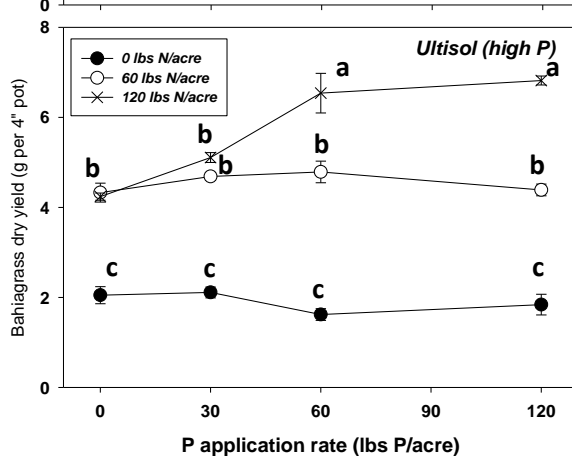 0
8
Ultisol (high P)
0 lbs N/acre
60 lbs N/acre
120 lbs N/acre
a
a
b
6
b
b
b
b
b
4
c
c
c
c
2
0
Bahiagrass dry yield (g per 4" pot)
0
30
60
90
120
P application rate (lbs P/acre)